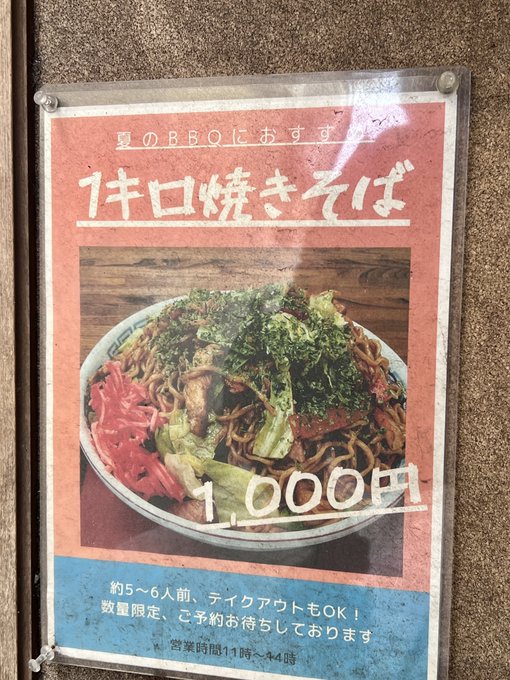 夏のBBQにおすす
1キロ焼きそば
1,000円
約5～6人前、テイクアウトもOK！
数量限定、ご予約お待ちしております
営業時間11時～14時